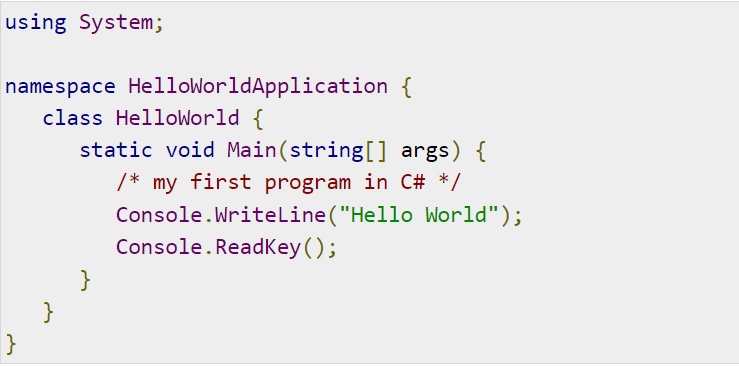 using System;
namespace HelloWorldApplication {
class HelloWorld {
static void Main(string[] args) {
/* my first program in C# */
Console.WriteLine("Hello World");
Console.ReadKey();
}
}
}